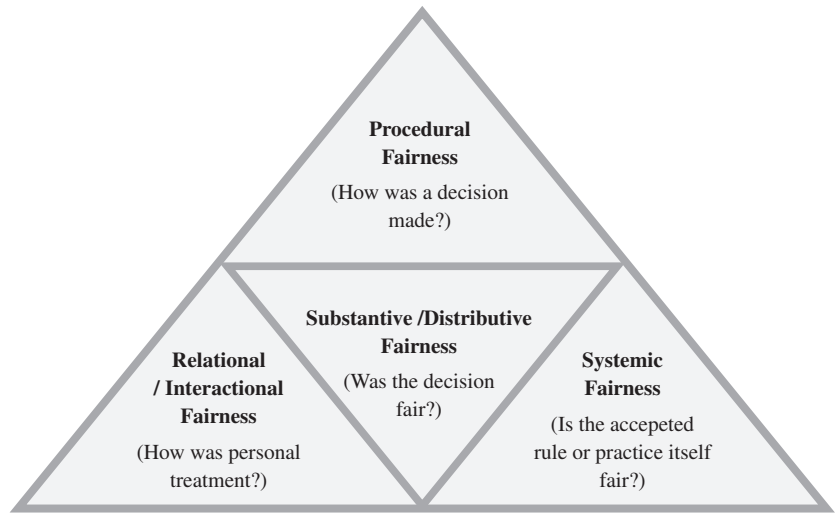 Procedural
Fairness
(How was a decision
made?)
Substantive /Distributive
Fairness
(Was the decision
fair?)
Relational
/ Interactional
Fairness
(How was personal
treatment?)
Systemic
Fairness
(Is the accepeted
rule or practice itself
fair?)